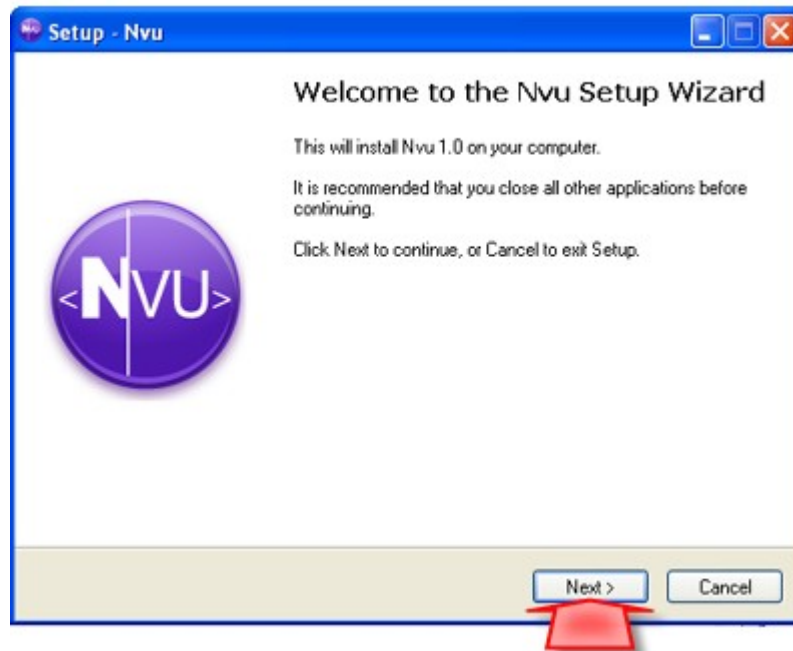 Setup - Nvu
Welcome to the Nvu Setup Wizard
This will install Nvu 1.0 on your computer.
It is recommended that you close all other applications before
continuing.
Click Next to continue, or Cancel to exit Setup.
<NVU>
Next >
Cancel